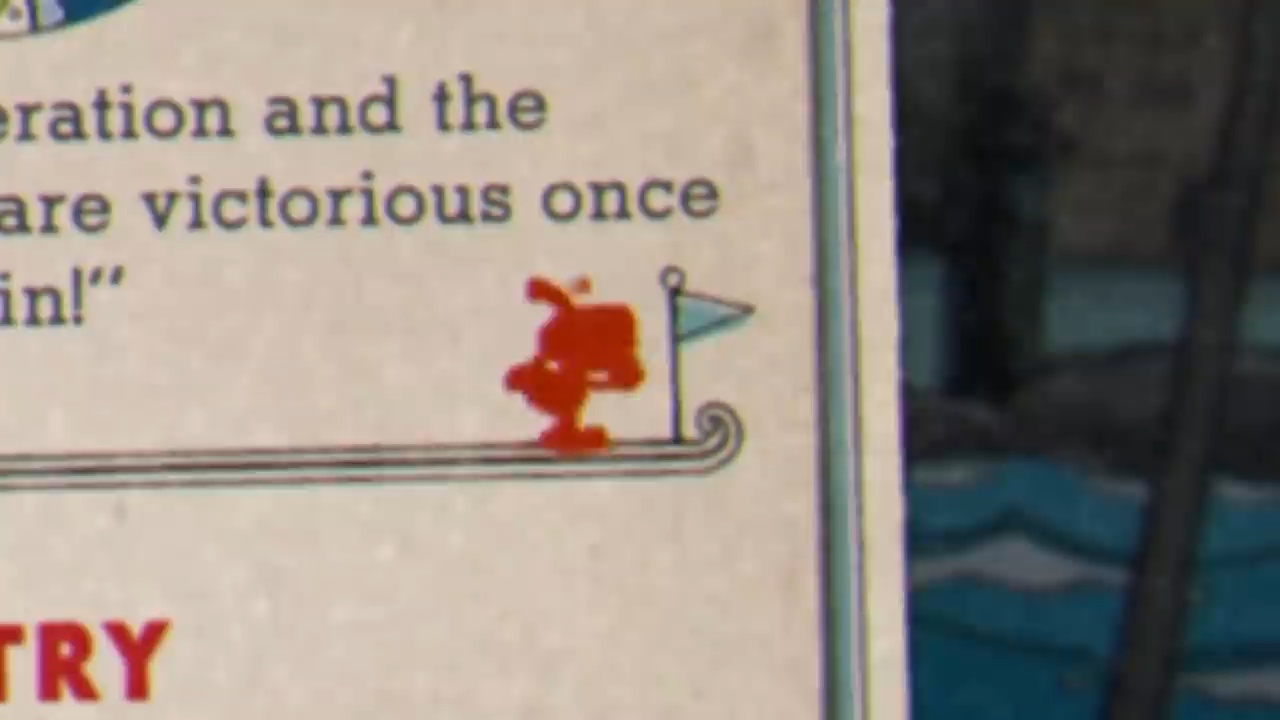 eration and the
are victorious once
in!“
TRY